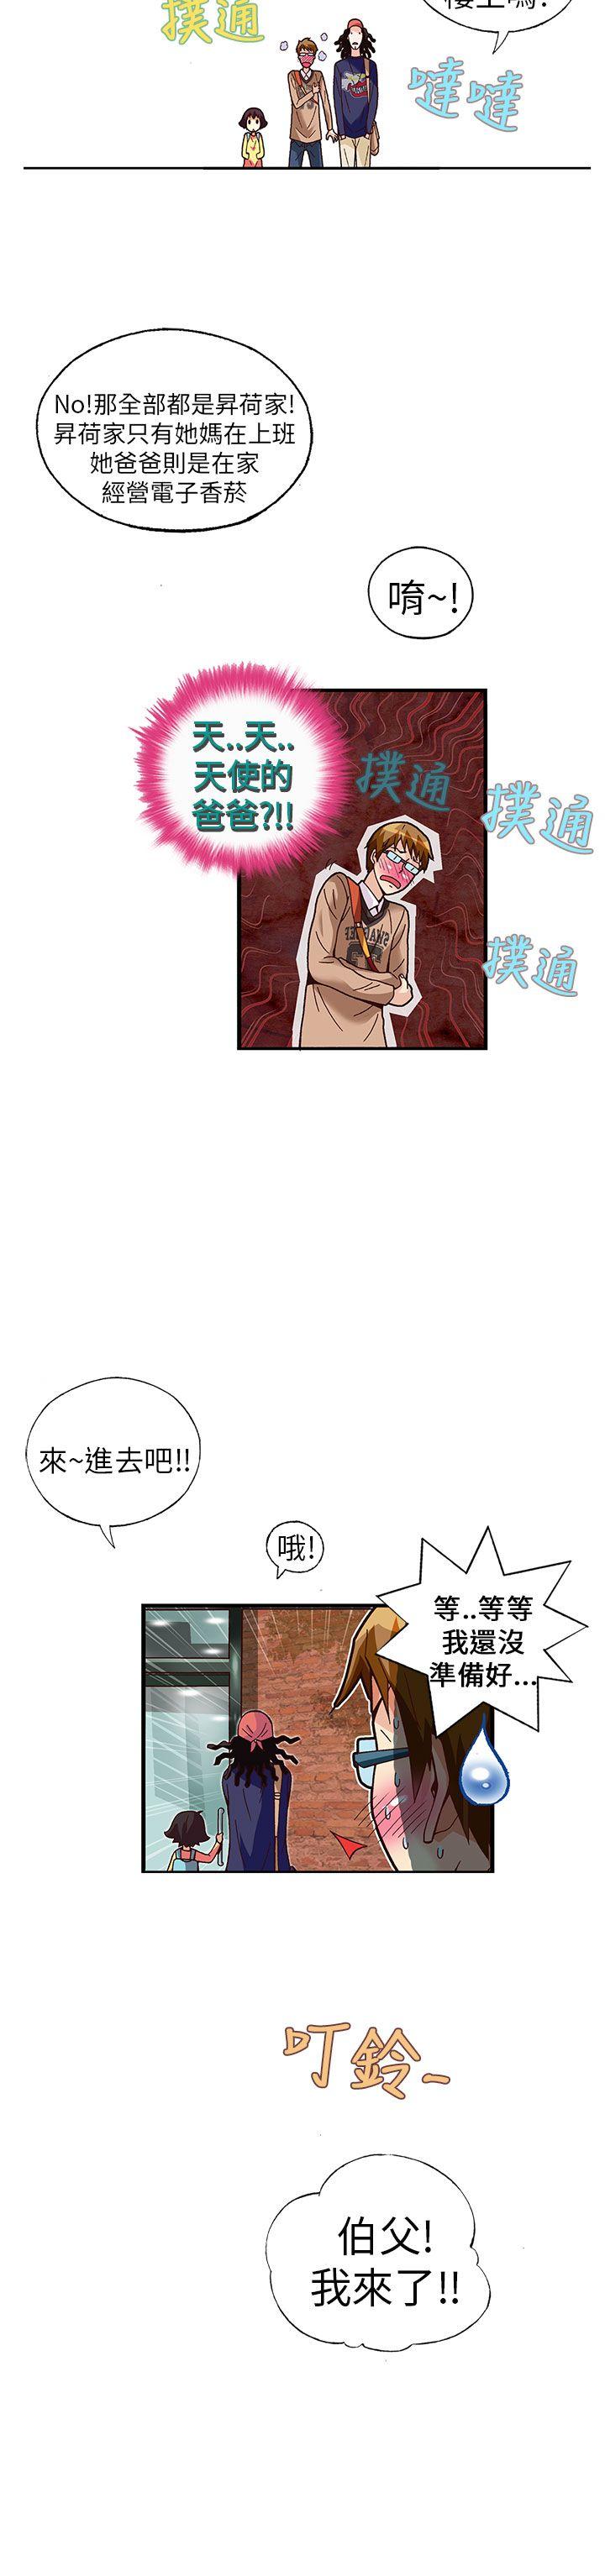 撲通
樓上嗎?
噠噠
No!那全部都是昇荷家!
昇荷家只有她媽在上班
她爸爸則是在家
經營電子香菸
唷~!
天..天..
天使的
爸爸?!!
撲通
撲通
撲通
來~進去吧!!
哦!
等..等等
我還沒
準備好...
叮鈴~
伯父!
我來了!!